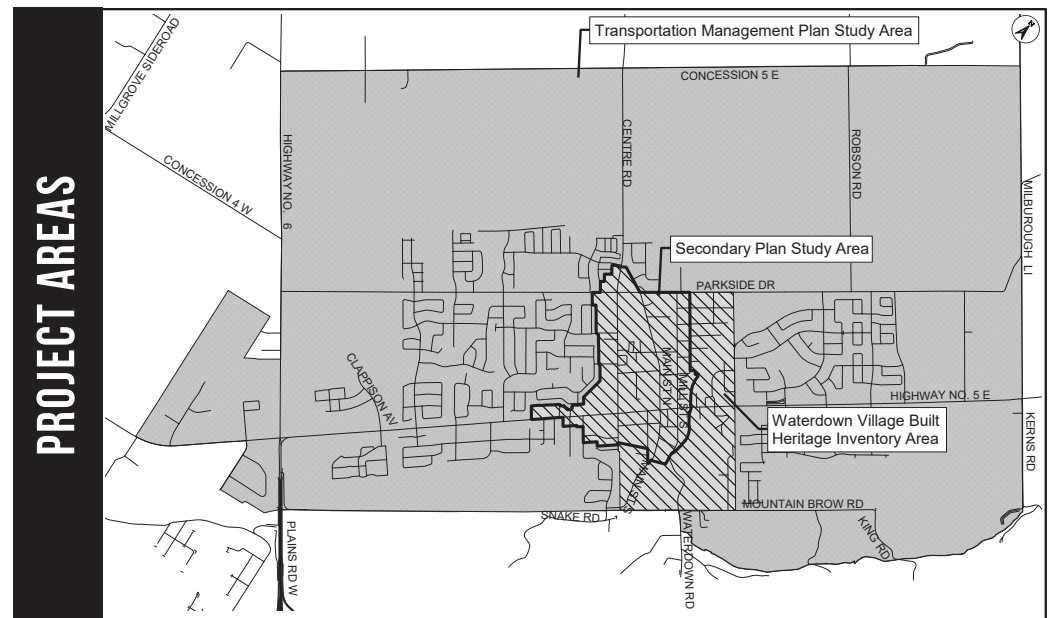 PROJECT AREAS
Transportation Management Plan Study Area
MILLGROVE SIDEROAD
CONCESSION 5 E
HIGHWAY NO. 6
CENTRE RD
ROBSON RD
CONCESSION 4 W
MILBOROUGH LI
Secondary Plan Study Area
PARKSIDE DR
MAIN ST N
MILL ST S
CLAPPISON AV
HIGHWAY NO. 5 E
Waterdown Village Built
Heritage Inventory Area
KERNS RD
MAIN ST S
SNAKE RD
MOUNTAIN BROW RD
WATERDOWN RD
KING RD
PLAINS RD W